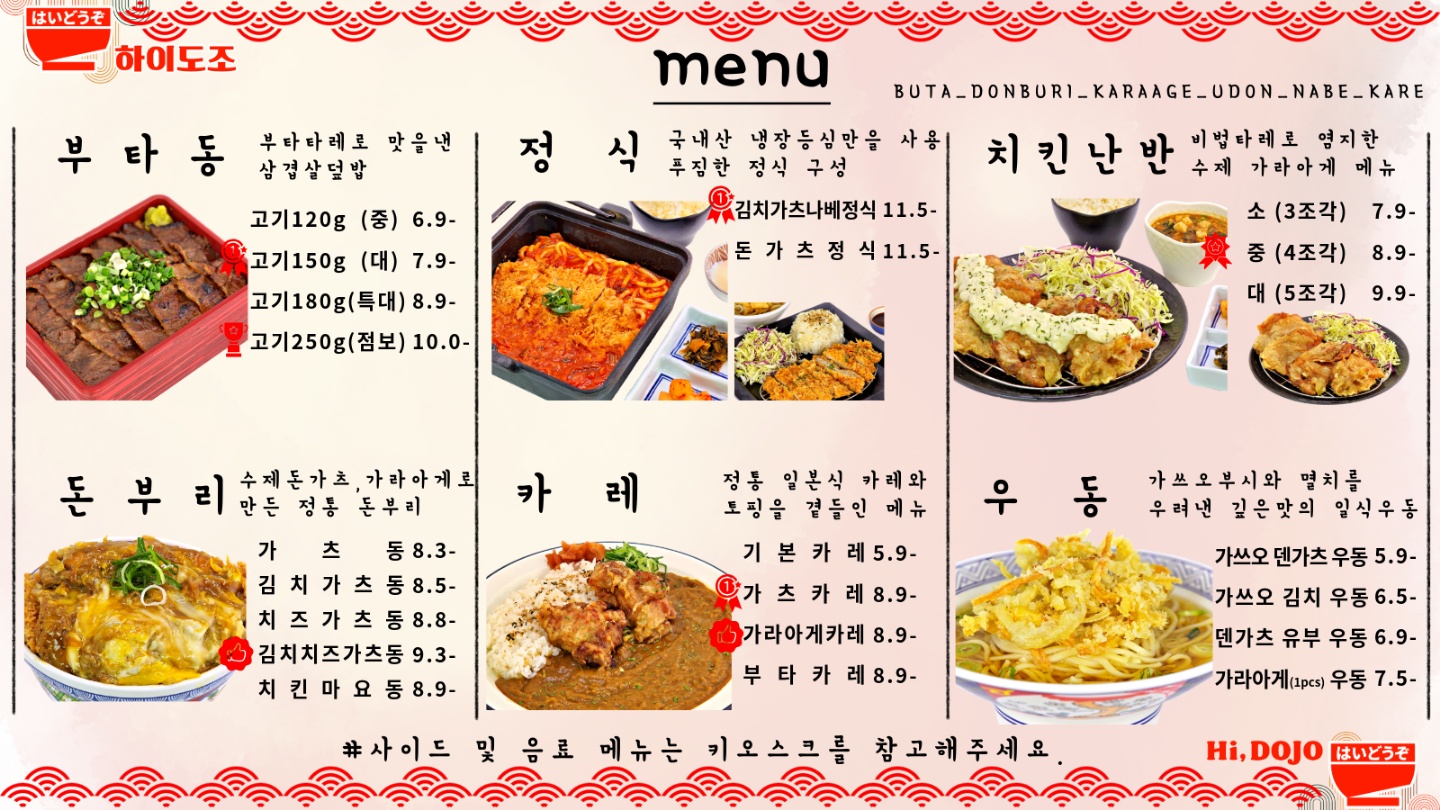 はいどうぞ
하이도조
menu
BUTA_DONBURI_KARAAGE_UDON_NABE_KARE
부타동
부타타레로 맛을낸
삼겹살덮밥
고기120g (중) 6.9-
고기150g (대) 7.9-
고기180g(특대) 8.9-
고기250g(점보) 10.0-
정식
국내산 냉장등심만을 사용
푸짐한 정식 구성
김치가츠나베정식 11.5-
돈가츠정식 11.5-
치킨난반
비법타레로 염지한
수제 가라아게 메뉴
소 (3조각) 7.9-
중 (4조각) 8.9-
대 (5조각) 9.9-
돈부리
수제돈가츠,가라아게로
만든 정통 돈부리
가츠동 8.3-
김치가츠동 8.5-
치즈가츠동 8.8-
김치치즈가츠동 9.3-
치킨마요동 8.9-
카레
정통 일본식 카레와
토핑을 곁들인 메뉴
기본카레 5.9-
가츠카레 8.9-
가라아게카레 8.9-
부타카레 8.9-
우동
가쓰오부시와 멸치를
우려낸 깊은맛의 일식우동
가쓰오 덴가츠 우동 5.9-
가쓰오 김치 우동 6.5-
덴가츠 유부 우동 6.9-
가라아게(1pcs) 우동 7.5-
#사이드 및 음료 메뉴는 키오스크를 참고해주세요.
Hi, DOJO
はいどうぞ